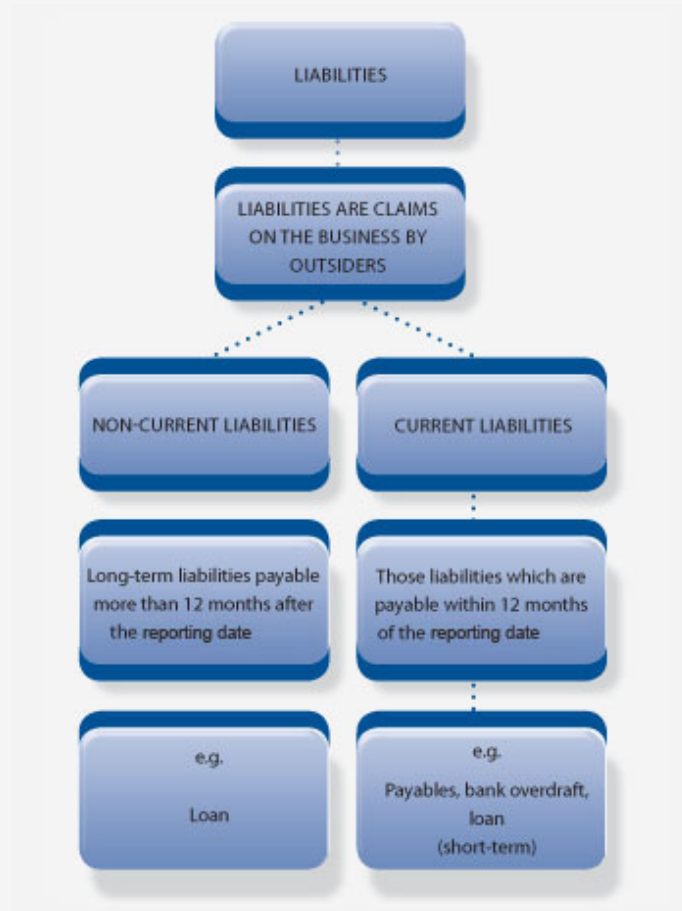 LIABILITIES
LIABILITIES ARE CLAIMS
ON THE BUSINESS BY
OUTSIDERS
NON-CURRENT LIABILITIES
Long-term liabilities payable
more than 12 months after
the reporting date
e.g.
Loan
CURRENT LIABILITIES
Those liabilities which are
payable within 12 months
of the reporting date
e.g.
Payables, bank overdraft,
loan
(short-term)